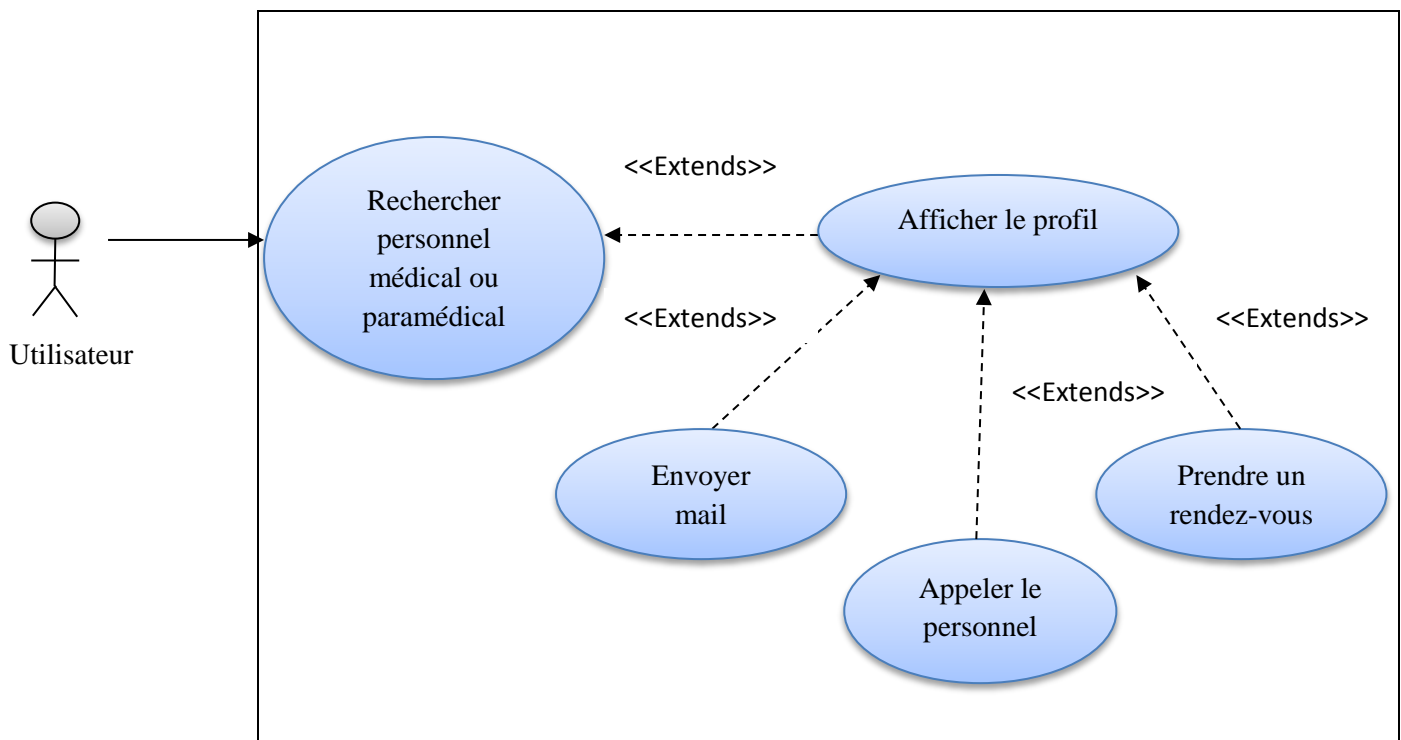 <<Extends>>
Rechercher
personnel
médical ou
paramédical
Afficher le profil
Utilisateur
<<Extends>>
<<Extends>>
<<Extends>>
Envoyer
mail
Prendre un
rendez-vous
Appeler le
personnel